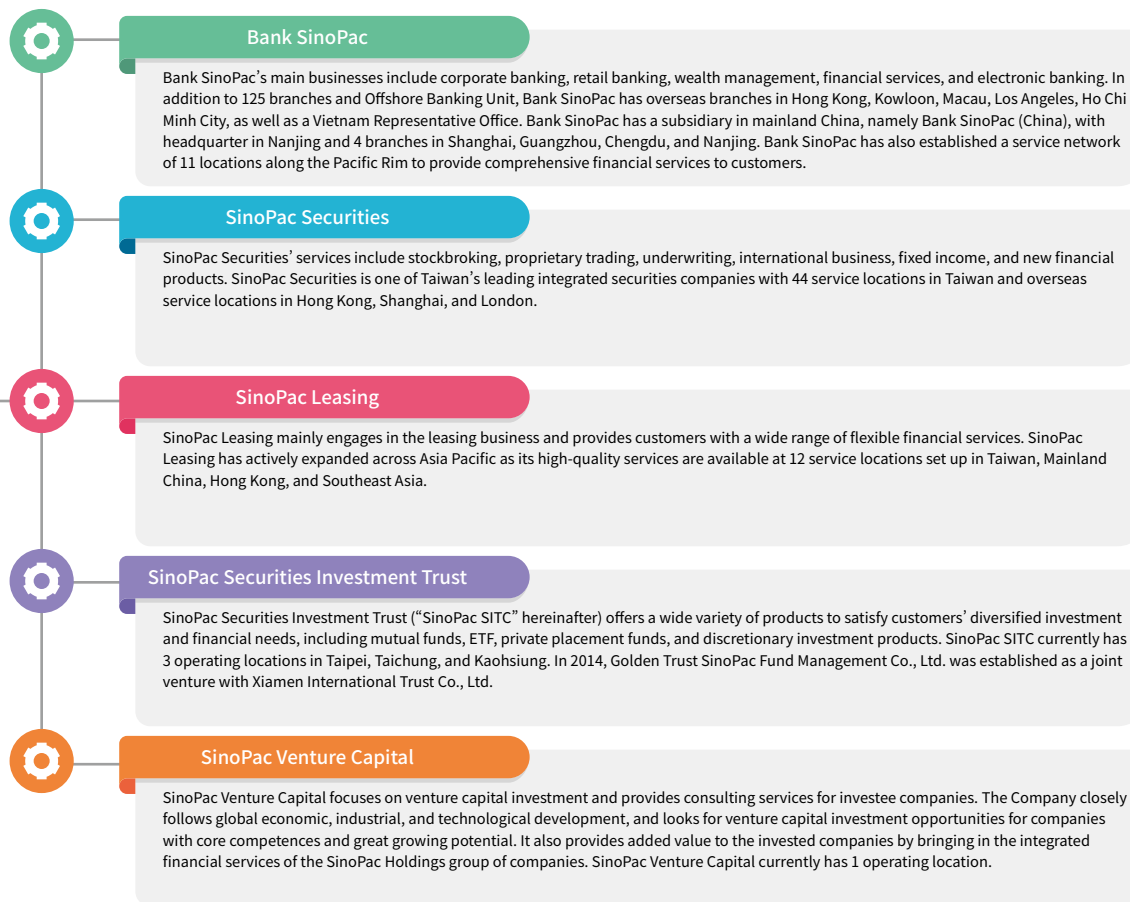 Bank SinoPac
Bank SinoPac’s main businesses include corporate banking, retail banking, wealth management, financial services, and electronic banking. In
addition to 125 branches and Offshore Banking Unit, Bank SinoPac has overseas branches in Hong Kong, Kowloon, Macau, Los Angeles, Ho Chi
Minh City, as well as a Vietnam Representative Office. Bank SinoPac has a subsidiary in mainland China, namely Bank SinoPac (China), with
headquarter in Nanjing and 4 branches in Shanghai, Guangzhou, Chengdu, and Nanjing. Bank SinoPac has also established a service network
of 11 locations along the Pacific Rim to provide comprehensive financial services to customers.
SinoPac Securities
SinoPac Securities’ services include stockbroking, proprietary trading, underwriting, international business, fixed income, and new financial
products. SinoPac Securities is one of Taiwan’s leading integrated securities companies with 44 service locations in Taiwan and overseas
service locations in Hong Kong, Shanghai, and London.
SinoPac Leasing
SinoPac Leasing mainly engages in the leasing business and provides customers with a wide range of flexible financial services. SinoPac
Leasing has actively expanded across Asia Pacific as its high-quality services are available at 12 service locations set up in Taiwan, Mainland
China, Hong Kong, and Southeast Asia.
SinoPac Securities Investment Trust
SinoPac Securities Investment Trust (“SinoPac SITC” hereinafter) offers a wide variety of products to satisfy customers’ diversified investment
and financial needs, including mutual funds, ETF, private placement funds, and discretionary investment products. SinoPac SITC currently has
3 operating locations in Taipei, Taichung, and Kaohsiung. In 2014, Golden Trust SinoPac Fund Management Co., Ltd. was established as a joint
venture with Xiamen International Trust Co., Ltd.
SinoPac Venture Capital
SinoPac Venture Capital focuses on venture capital investment and provides consulting services for investee companies. The Company closely
follows global economic, industrial, and technological development, and looks for venture capital investment opportunities for companies
with core competences and great growing potential. It also provides added value to the invested companies by bringing in the integrated
financial services of the SinoPac Holdings group of companies. SinoPac Venture Capital currently has 1 operating location.